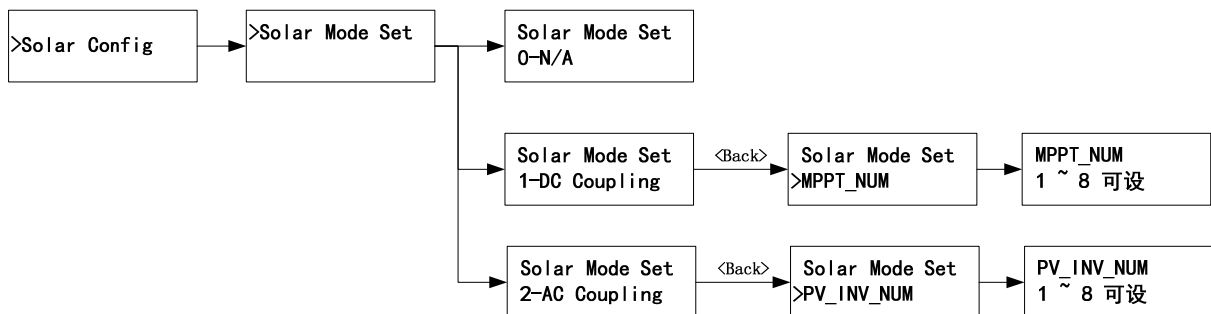 >Solar Config
>Solar Mode Set
Solar Mode Set
0-N/A
Solar Mode Set
1-DC Coupling
<Back>
Solar Mode Set
>MPPT_NUM
MPPT_NUM
1 ~ 8 可设
Solar Mode Set
2-AC Coupling
<Back>
Solar Mode Set
>PV_INV_NUM
PV_INV_NUM
1 ~ 8 可设